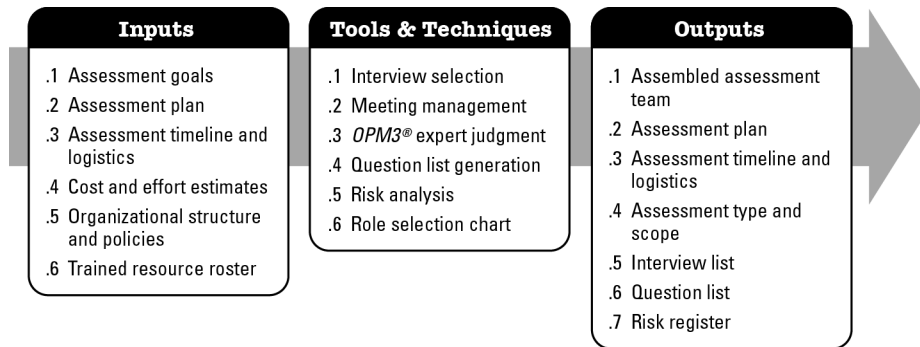 Inputs
.1 Assessment goals
.2 Assessment plan
.3 Assessment timeline and
logistics
.4 Cost and effort estimates
.5 Organizational structure
and policies
.6 Trained resource roster
Tools & Techniques
.1 Interview selection
.2 Meeting management
.3 OPM3® expert judgment
.4 Question list generation
.5 Risk analysis
.6 Role selection chart
Outputs
.1 Assembled assessment
team
.2 Assessment plan
.3 Assessment timeline and
logistics
.4 Assessment type and
scope
.5 Interview list
.6 Question list
.7 Risk register